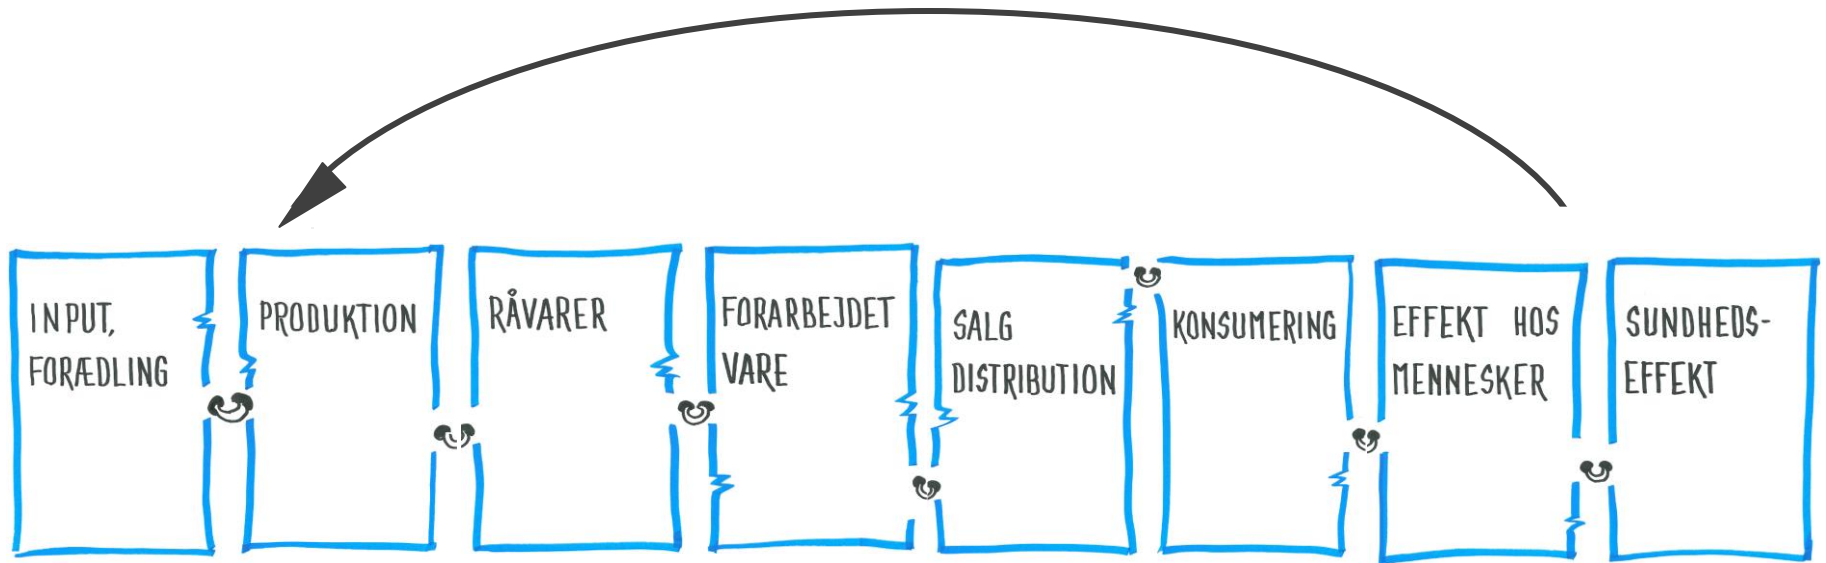 INPUT,
FORÆDLING
PRODUKTION
RÅVARER
FORARBEJDET
VARE
SALG
DISTRIBUTION
KONSUMERING
EFFEKT HOS
MENNESKER
SUNDHEDS-
EFFEKT